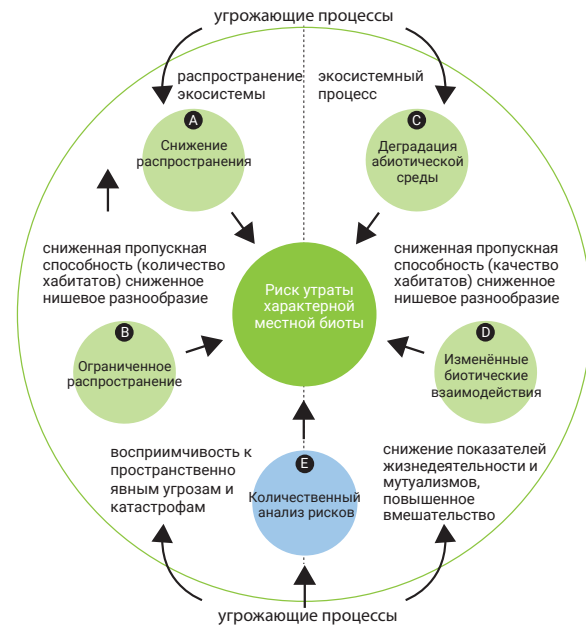 угрожающие процессы
распространение
экосистемы
экосистемный
процесс
A
Снижение
распространения
C
Деградация
абиотической
среды
сниженная пропускная
способность (количество
хабитатов) сниженное
нишевое разнообразие
сниженная пропускная
способность (качество
хабитатов) сниженное
нишевое разнообразие
Риск утраты
характерной
местной биоты
B
Ограниченное
распространение
D
Изменённые
биотические
взаимодействия
восприимчивость к
пространственно
явным угрозам и
катастрофам
E
Количественный
анализ рисков
снижение показателей
жизнедеятельности и
мутуализмов,
повышенное
вмешательство
угрожающие процессы